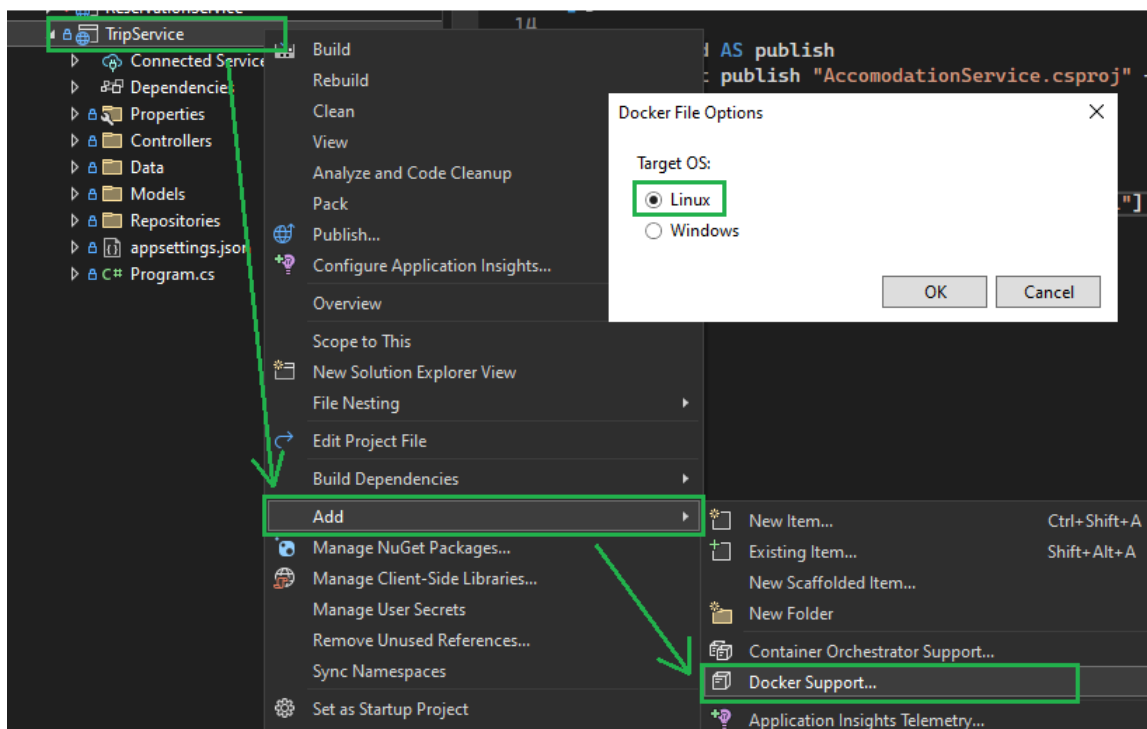 ReservationService
TripService
Connected Service
Dependencie
Properties
Controllers
Data
Models
Repositories
appsettings.json
C# Program.cs
Build
Rebuild
Clean
View
Analyze and Code Cleanup
Pack
Publish...
Configure Application Insights...
Overview
Scope to This
New Solution Explorer View
File Nesting
Edit Project File
Build Dependencies
Add
Manage NuGet Packages...
Manage Client-Side Libraries...
Manage User Secrets
Remove Unused References...
Sync Namespaces
Set as Startup Project
14
AS publish
publish "AccomodationService.csproj" -
"]
Docker File Options
Target OS:
Linux
Windows
OK Cancel
New Item... Ctrl+Shift+A
Existing Item... Shift+Alt+A
New Scaffolded Item...
New Folder
Container Orchestrator Support...
Docker Support...
Application Insights Telemetry...